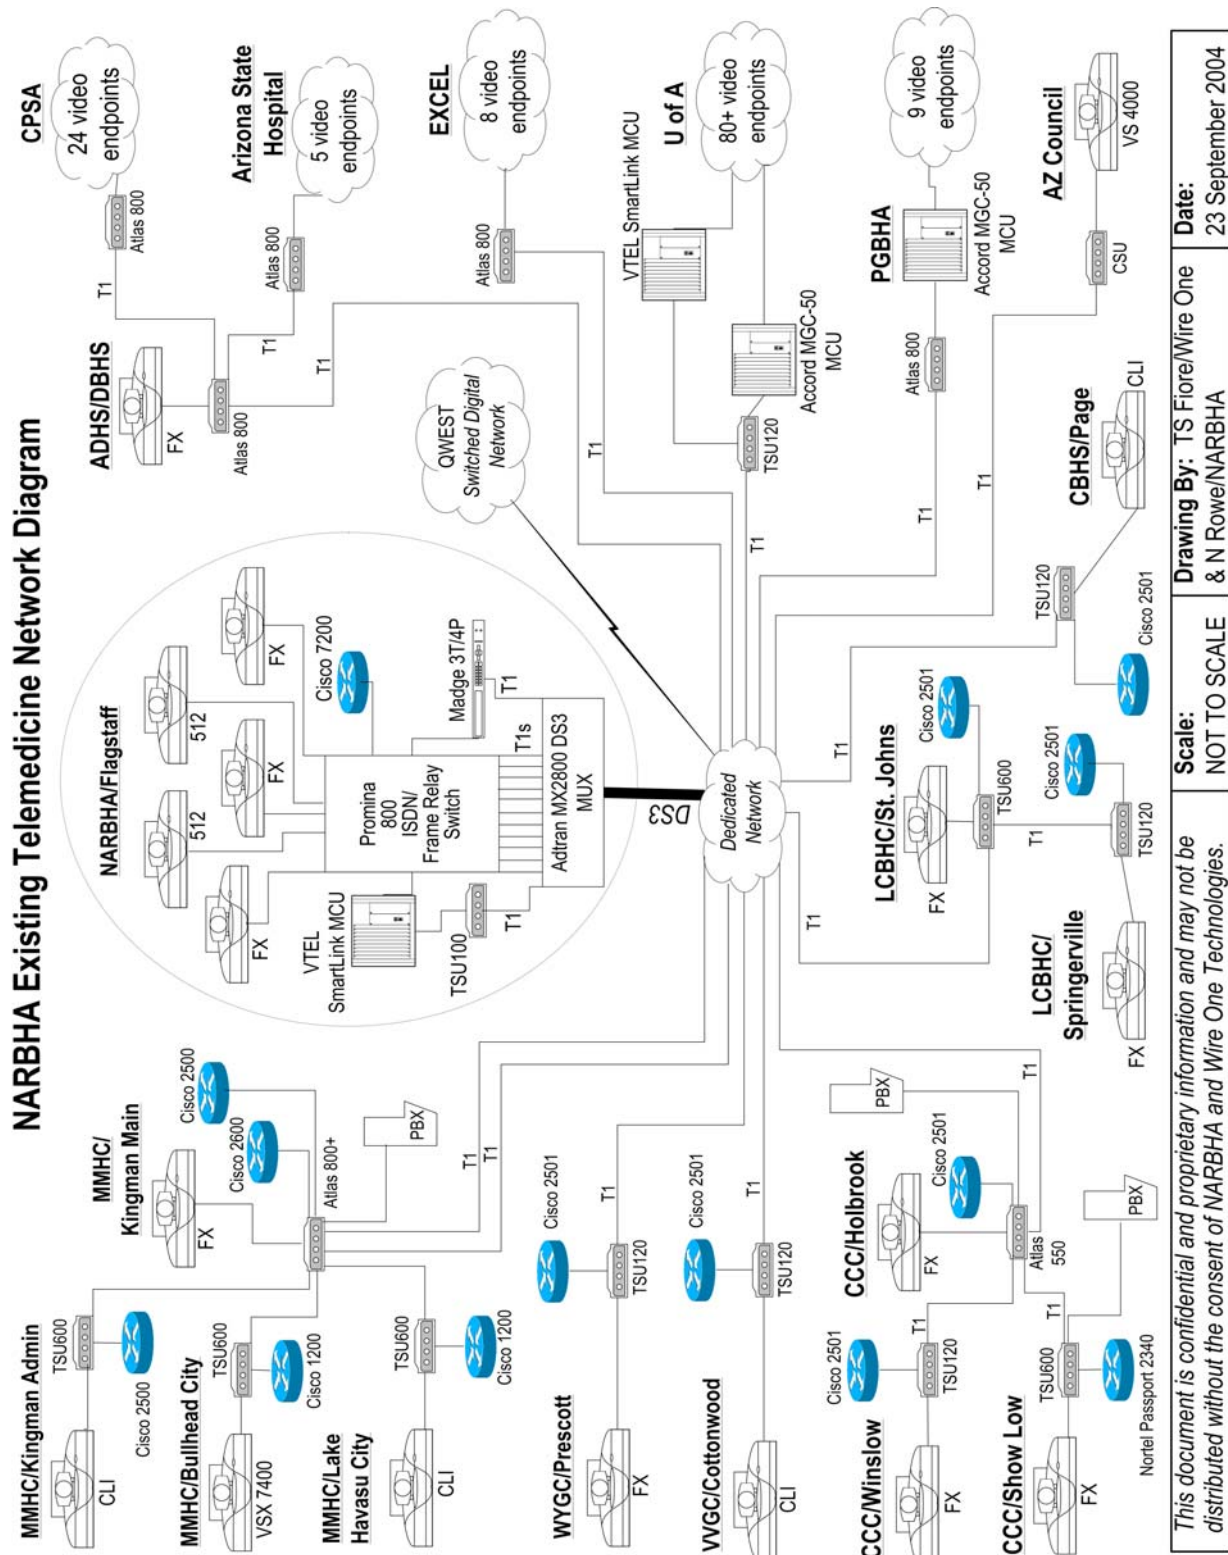 NARBHA Existing Telemedicine Network Diagram
MMHC/Kingman Admin
CLI
TSU600
Cisco 2500
MMHC/Bullhead City
VSX 7400
TSU600
Cisco 1200
MMHC/Lake
Havasu City
CLI
TSU600
Cisco 1200
MMHC/
Kingman Main
FX
Cisco 2600
Cisco 2500
Atlas 800+
PBX
T1
T1
WYGC/Prescott
FX
Cisco 2501
TSU120
T1
VVGC/Cottonwood
CLI
Cisco 2501
TSU120
T1
CCC/Winslow
FX
Cisco 2501
TSU120
T1
CCC/Show Low
FX
TSU600
T1
Nortel Passport 2340
PBX
CCC/Holbrook
FX
Cisco 2501
Atlas
550
PBX
T1
NARBHA/Flagstaff
FX
512
FX
512
FX
Cisco 7200
VTEL
SmartLink MCU
TSU100
T1
Promina
800
ISDN/
Frame Relay
Switch
T1s
Madge 3T/4P
T1
Adtran MX2800 DS3
MUX
DS3
Dedicated
Network
QWEST
Switched Digital
Network
LCBHC/St. Johns
FX
Cisco 2501
TSU600
T1
T1
LCBHC/
Springerville
FX
Cisco 2501
TSU120
CBHS/Page
CLI
TSU120
Cisco 2501
T1
ADHS/DBHS
FX
Atlas 800
T1
T1
T1
CPSA
24 video
endpoints
Atlas 800
Arizona State
Hospital
5 video
endpoints
Atlas 800
EXCEL
8 video
endpoints
Atlas 800
T1
U of A
80+ video
endpoints
VTEL SmartLink MCU
Accord MGC-50
MCU
TSU120
T1
PGBHA
9 video
endpoints
Accord MGC-50
MCU
Atlas 800
T1
AZ Council
VS 4000
CSU
T1
This document is confidential and proprietary information and may not be
distributed without the consent of NARBHA and Wire One Technologies.
Scale:
NOT TO SCALE
Drawing By: TS Fiore/Wire One
& N Rowe/NARBHA
Date:
23 September 2004